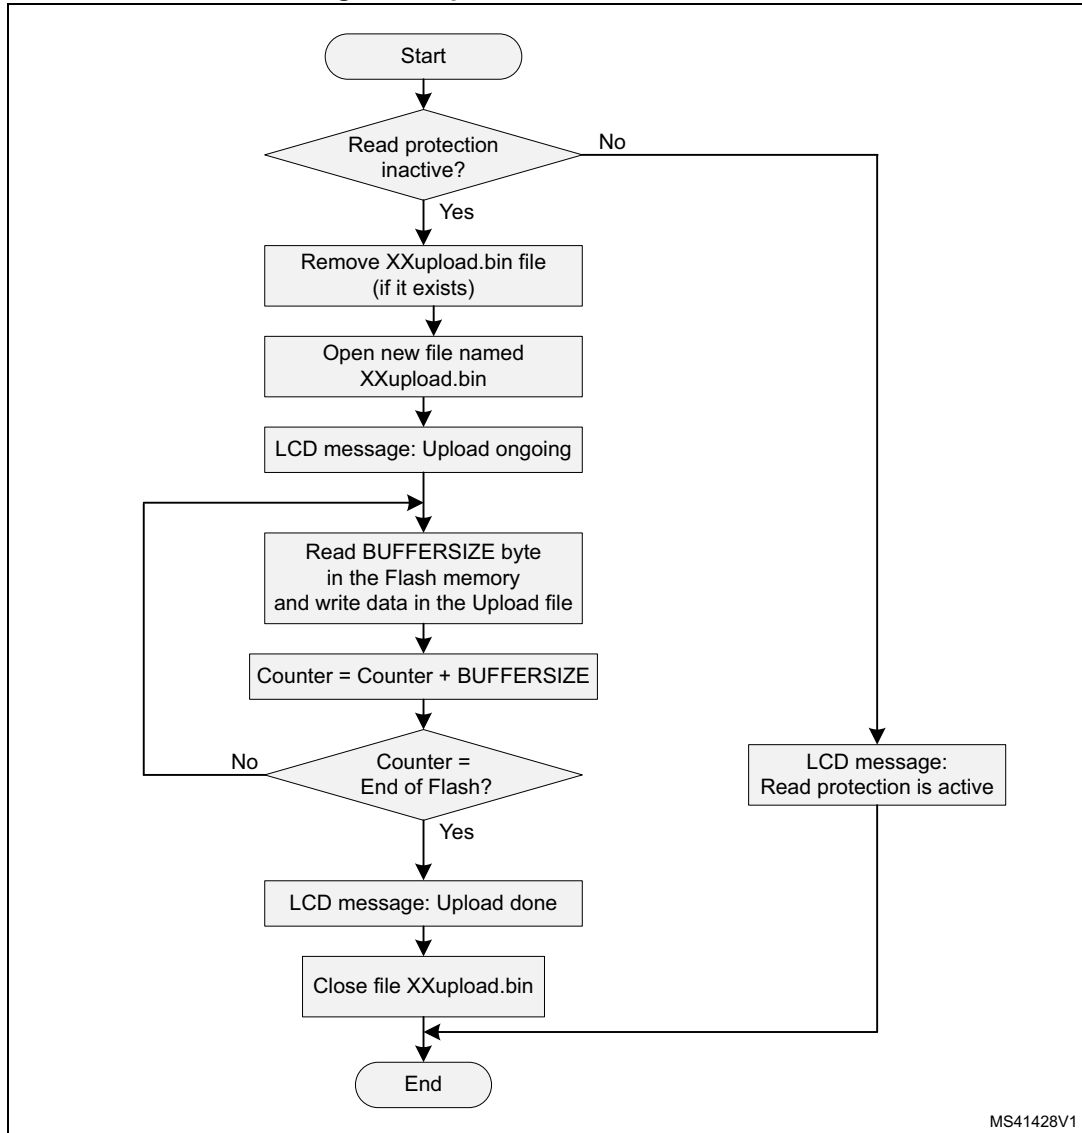 Start
Read protection
inactive?
No
Yes
Remove XXupload.bin file
(if it exists)
Open new file named
XXupload.bin
LCD message: Upload ongoing
Read BUFFERSIZE byte
in the Flash memory
and write data in the Upload file
Counter = Counter + BUFFERSIZE
No
Counter =
End of Flash?
Yes
LCD message:
Read protection is active
LCD message: Upload done
Close file XXupload.bin
End
MS41428V1